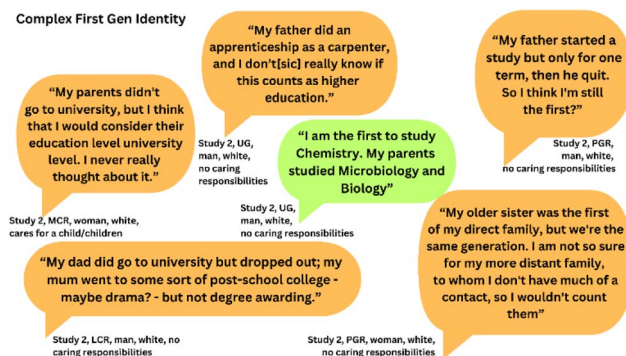 Complex First Gen Identity
“My father did an
apprenticeship as a carpenter,
and I don't[sic] really know if
this counts as higher
education.”
Study 2, UG,
man, white,
no caring
responsibilities
“My father started a
study but only for one
term, then he quit.
So I think I'm still
the first?”
Study 2, PGR,
man, white,
no caring responsibilities
“My parents didn't
go to university, but I think
that I would consider their
education level university
level. I never really
thought about it.”
Study 2, MCR, woman, white,
cares for a child/children
“I am the first to study
Chemistry. My parents
studied Microbiology and
Biology”
Study 2, UG,
man, white,
no caring responsibilities
“My older sister was the first
of my direct family, but we're the
same generation. I am not so sure
for my more distant family,
to whom I don't have much of a
contact, so I wouldn't count
them”
Study 2, PGR, woman, white,
no caring responsibilities
“My dad did go to university but dropped out; my
mum went to some sort of post-school college -
maybe drama? - but not degree awarding.”
Study 2, LCR, man, white, no
caring responsibilities